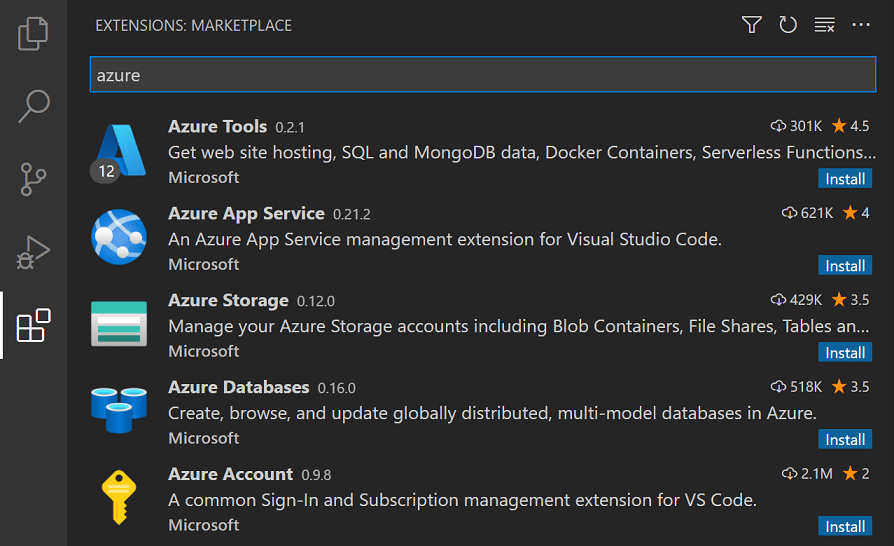 EXTENSIONS: MARKETPLACE
azure
Azure Tools 0.2.1 301K 4.5
Get web site hosting, SQL and MongoDB data, Docker Containers, Serverless Functions...
12
Microsoft Install
Azure App Service 0.21.2 621K 4
An Azure App Service management extension for Visual Studio Code.
Microsoft Install
Azure Storage 0.12.0 429K 3.5
Manage your Azure Storage accounts including Blob Containers, File Shares, Tables an...
Microsoft Install
Azure Databases 0.16.0 518K 3.5
Create, browse, and update globally distributed, multi-model databases in Azure.
Microsoft Install
Azure Account 0.9.8 2.1M 2
A common Sign-In and Subscription management extension for VS Code.
Microsoft Install